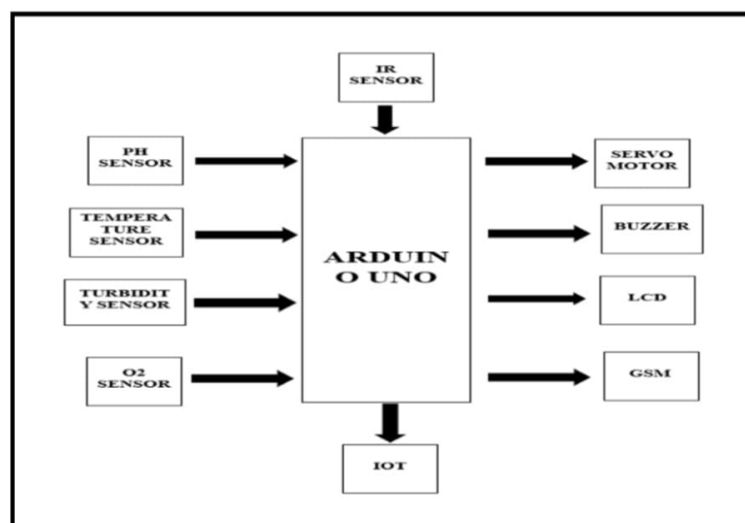 IR
SENSOR
PH
SENSOR
TEMPERA
TURE
SENSOR
TURBIDIT
Y SENSOR
O2
SENSOR
ARDUIN
O UNO
SERVO
MOTOR
BUZZER
LCD
GSM
IOT